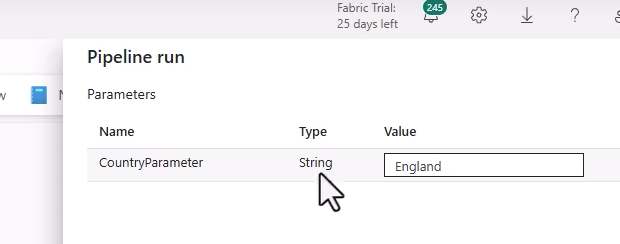 Fabric Trial:
25 days left
245
?
Pipeline run
Parameters
Name Type Value
CountryParameter String England